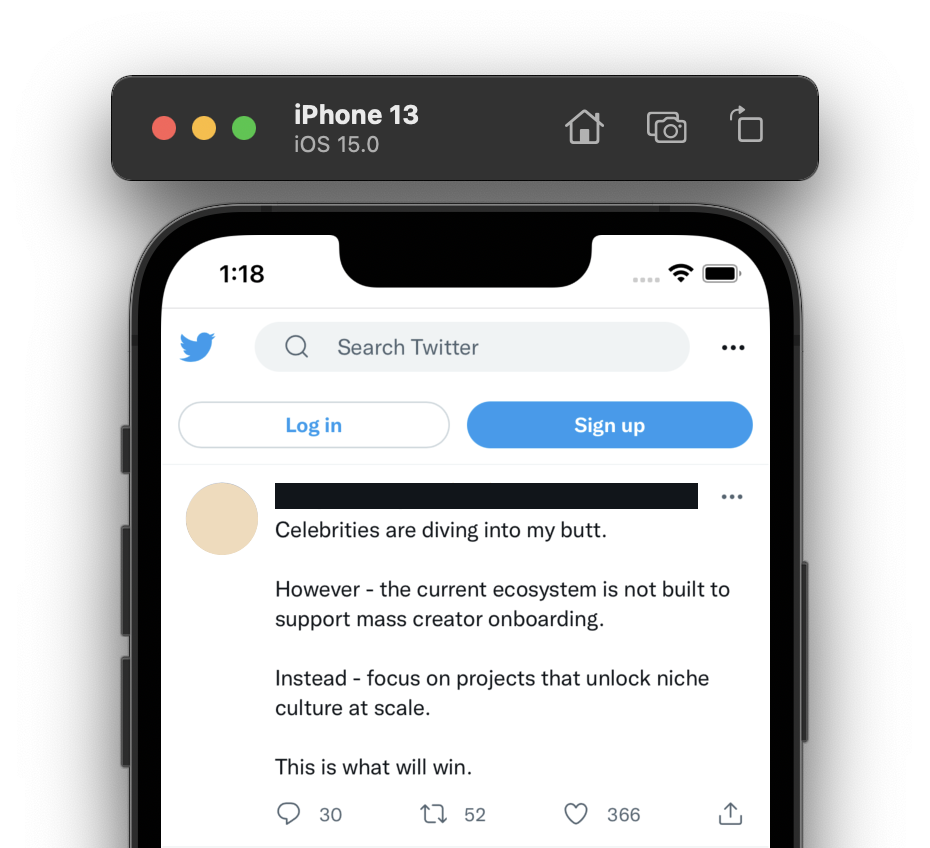 iPhone 13
iOS 15.0
1:18
Search Twitter
Log in
Sign up
Celebrities are diving into my butt.
However - the current ecosystem is not built to
support mass creator onboarding.
Instead - focus on projects that unlock niche
culture at scale.
This is what will win.
30 52 366